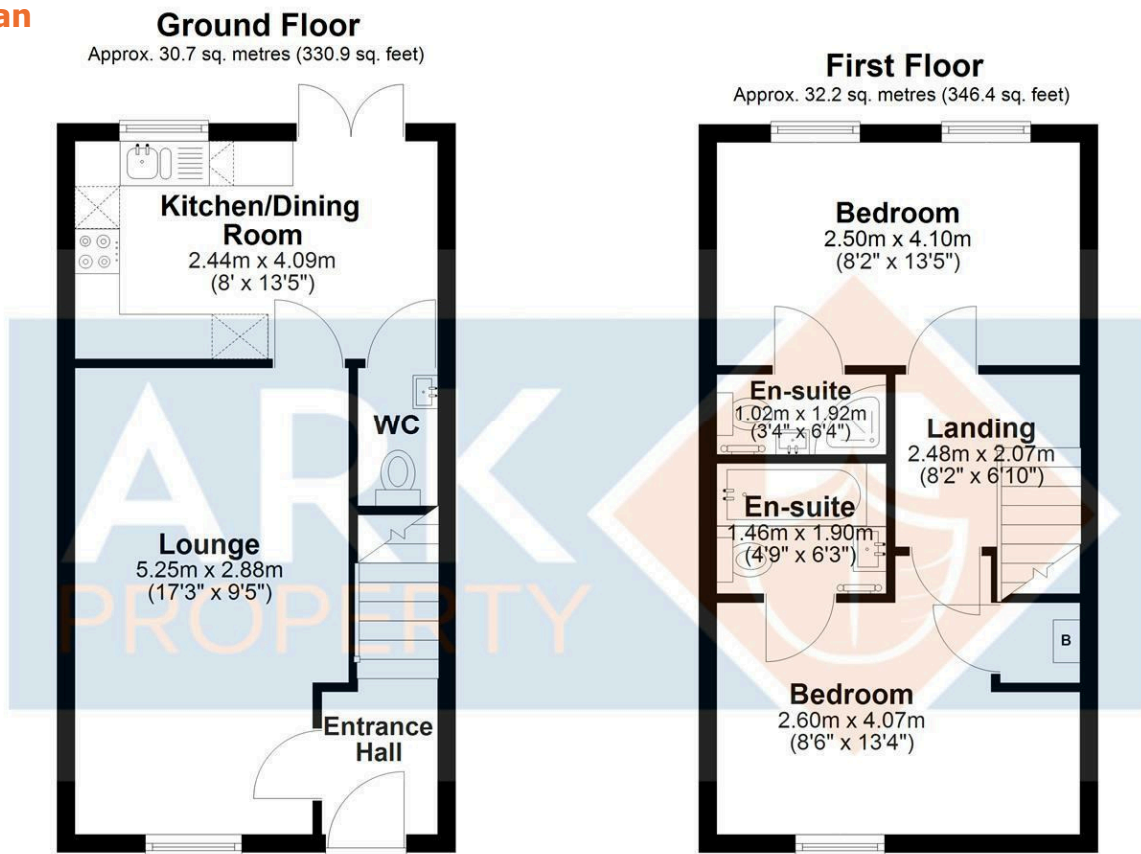 an
Ground Floor
Approx. 30.7 sq. metres (330.9 sq. feet)
Kitchen/Dining
Room
2.44m x 4.09m
(8' x 13'5")
WC
Lounge
5.25m x 2.88m
(17'3" x 9'5")
Entrance
Hall
First Floor
Approx. 32.2 sq. metres (346.4 sq. feet)
Bedroom
2.50m x 4.10m
(8'2" x 13'5")
En-suite
1.02m x 1.92m
(3'4" x 6'4")
Landing
2.48m x 2.07m
(8'2" x 6'10")
En-suite
1.46m x 1.90m
(4'9" x 6'3")
B
Bedroom
2.60m x 4.07m
(8'6" x 13'4")
ARK
PROPERTY